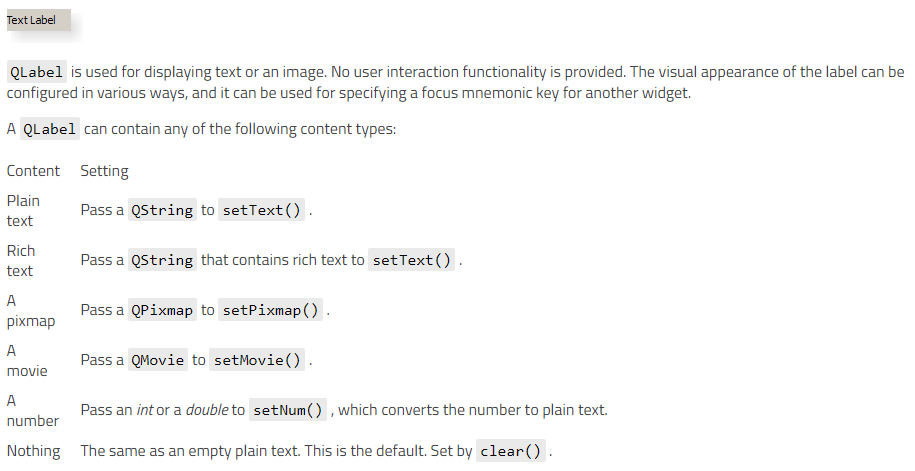 Text Label
QLabel is used for displaying text or an image. No user interaction functionality is provided. The visual appearance of the label can be
configured in various ways, and it can be used for specifying a focus mnemonic key for another widget.
A QLabel can contain any of the following content types:
Content Setting
Plain
text
Pass a QString to setText() .
Rich
text
Pass a QString that contains rich text to setText() .
A
pixmap
Pass a QPixmap to setPixmap() .
A
movie
Pass a QMovie to setMovie() .
A
number
Pass an int or a double to setNum() , which converts the number to plain text.
Nothing The same as an empty plain text. This is the default. Set by clear() .